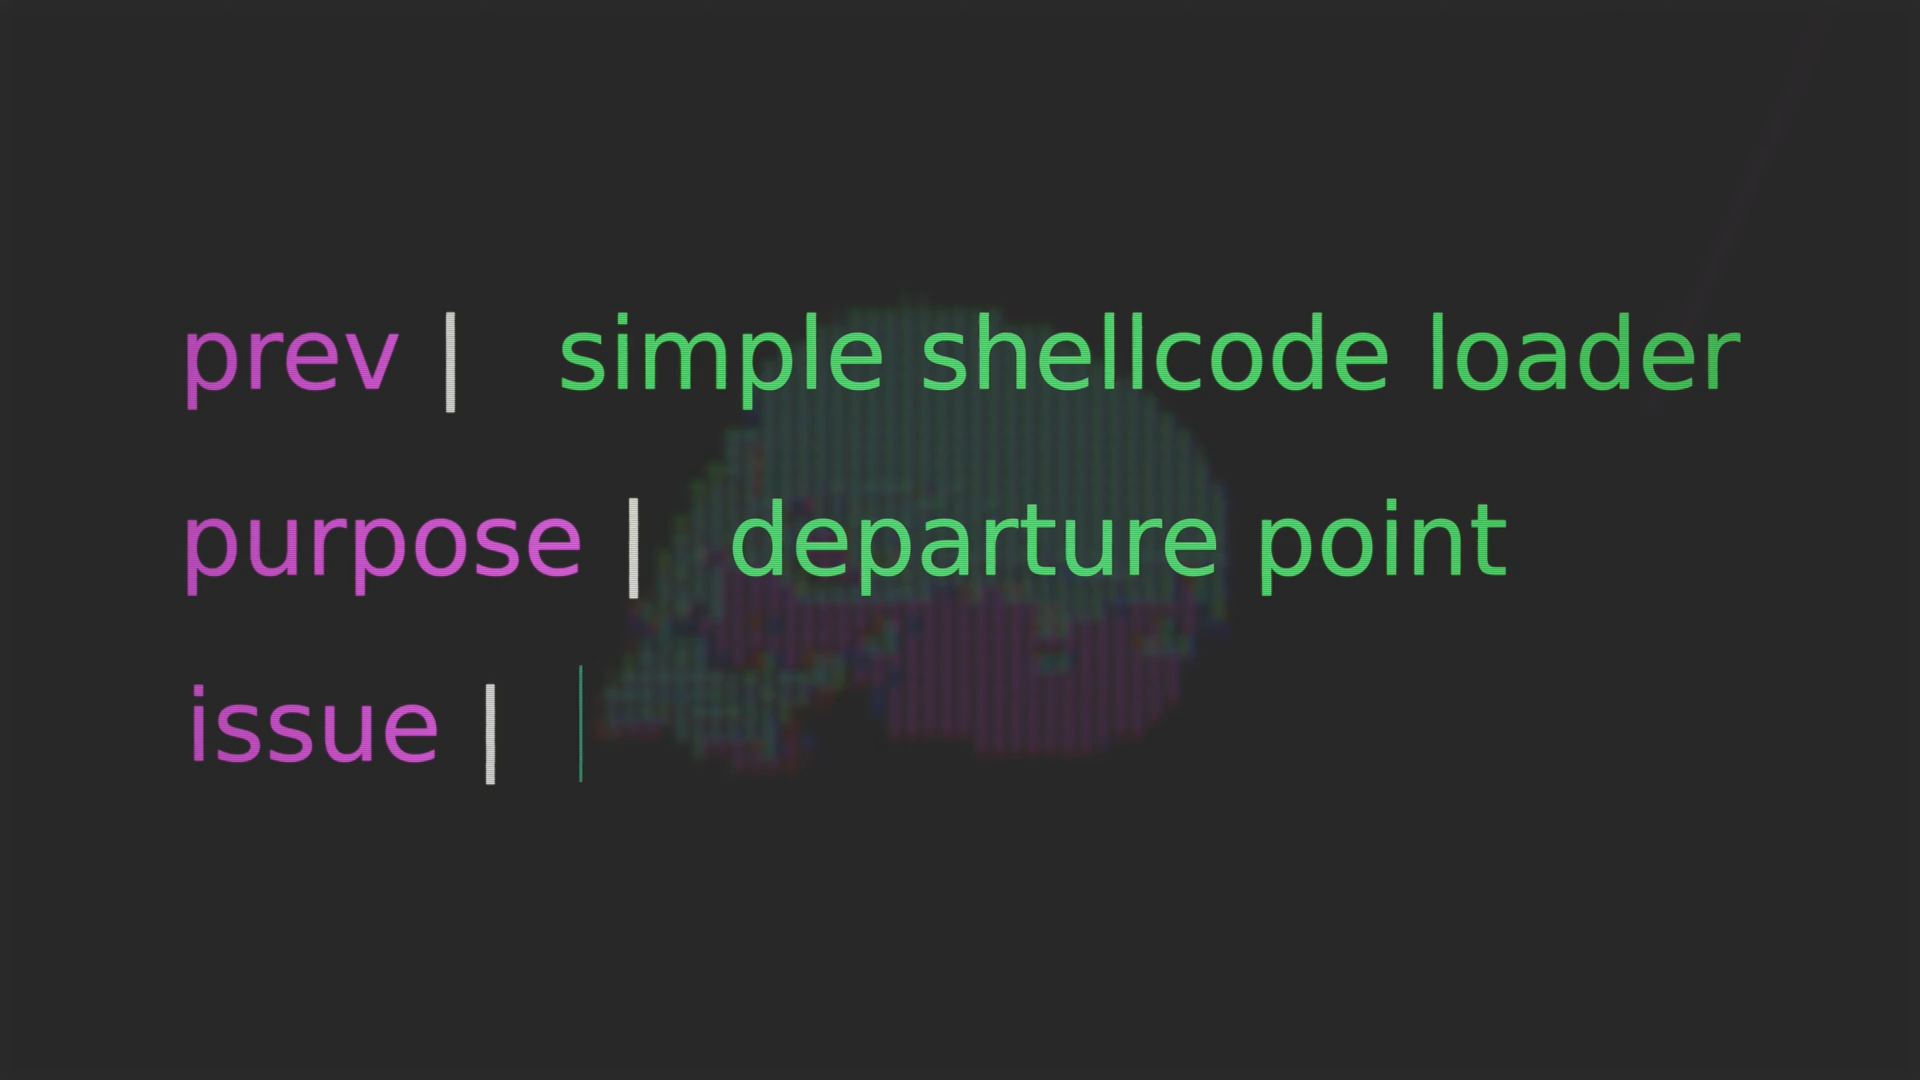 prev | simple shellcode loader
purpose | departure point
issue |